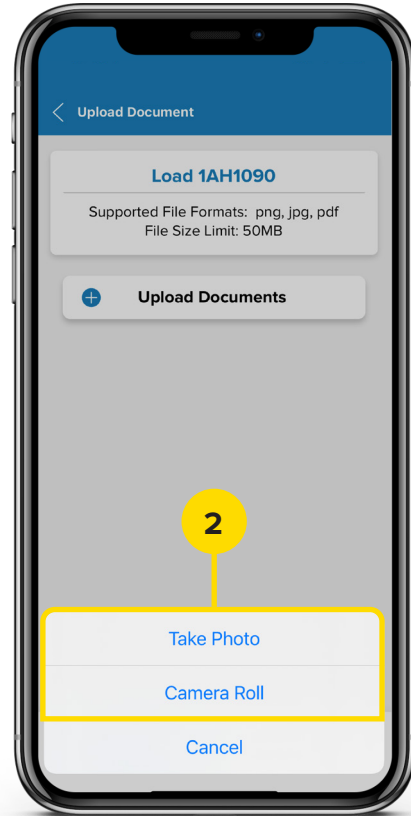 Upload Document
Load 1AH1090
Supported File Formats: png, jpg, pdf
File Size Limit: 50MB
Upload Documents
2
Take Photo
Camera Roll
Cancel